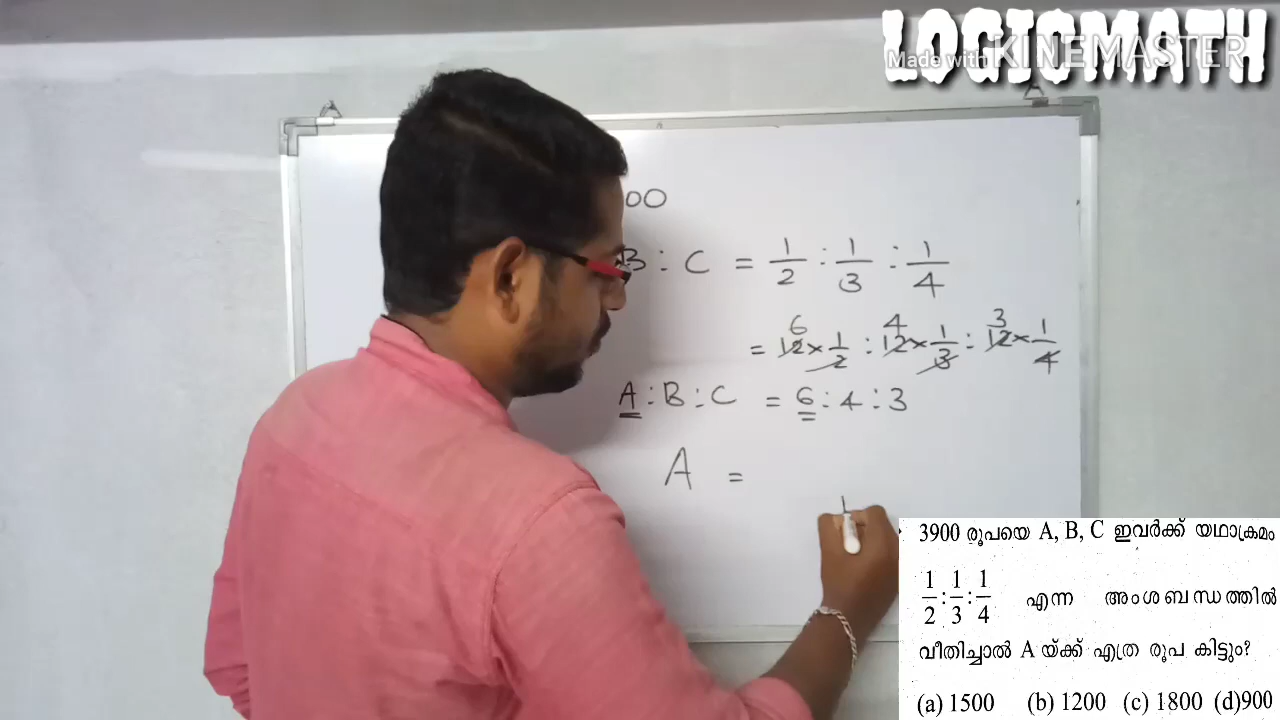 LOGICMATH
Made with KINEMASTER
00
B : C = 1/2 : 1/3 : 1/4
= 12 6 × 1/2 : 12 4 × 1/3 : 12 3 × 1/4
A : B : C = 6 : 4 : 3
A =
3900 രൂപയെ A, B, C ഇവർക്ക് യഥാക്രമം
1/2 : 1/3 : 1/4 എന്ന അംശബന്ധത്തിൽ
വീതിച്ചാൽ A യ്ക്ക് എത്ര രൂപ കിട്ടും?
(a) 1500 (b) 1200 (c) 1800 (d)900